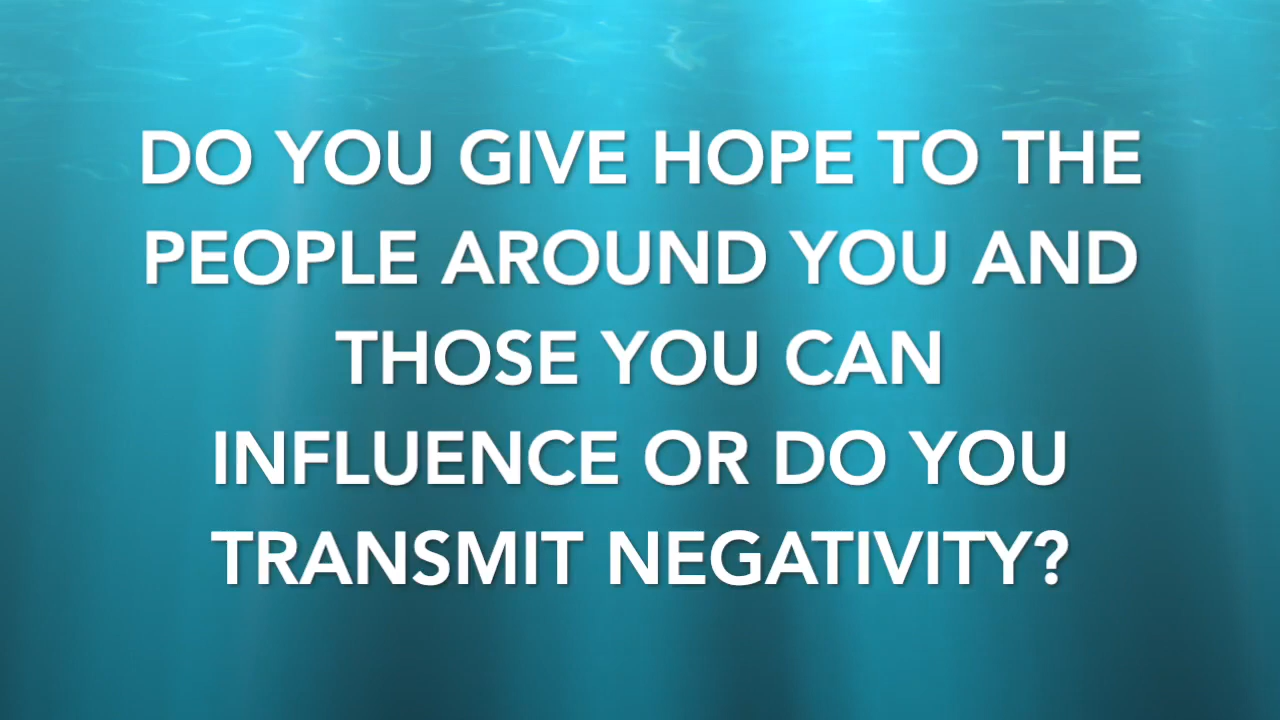 DO YOU GIVE HOPE TO THE
PEOPLE AROUND YOU AND
THOSE YOU CAN
INFLUENCE OR DO YOU
TRANSMIT NEGATIVITY?